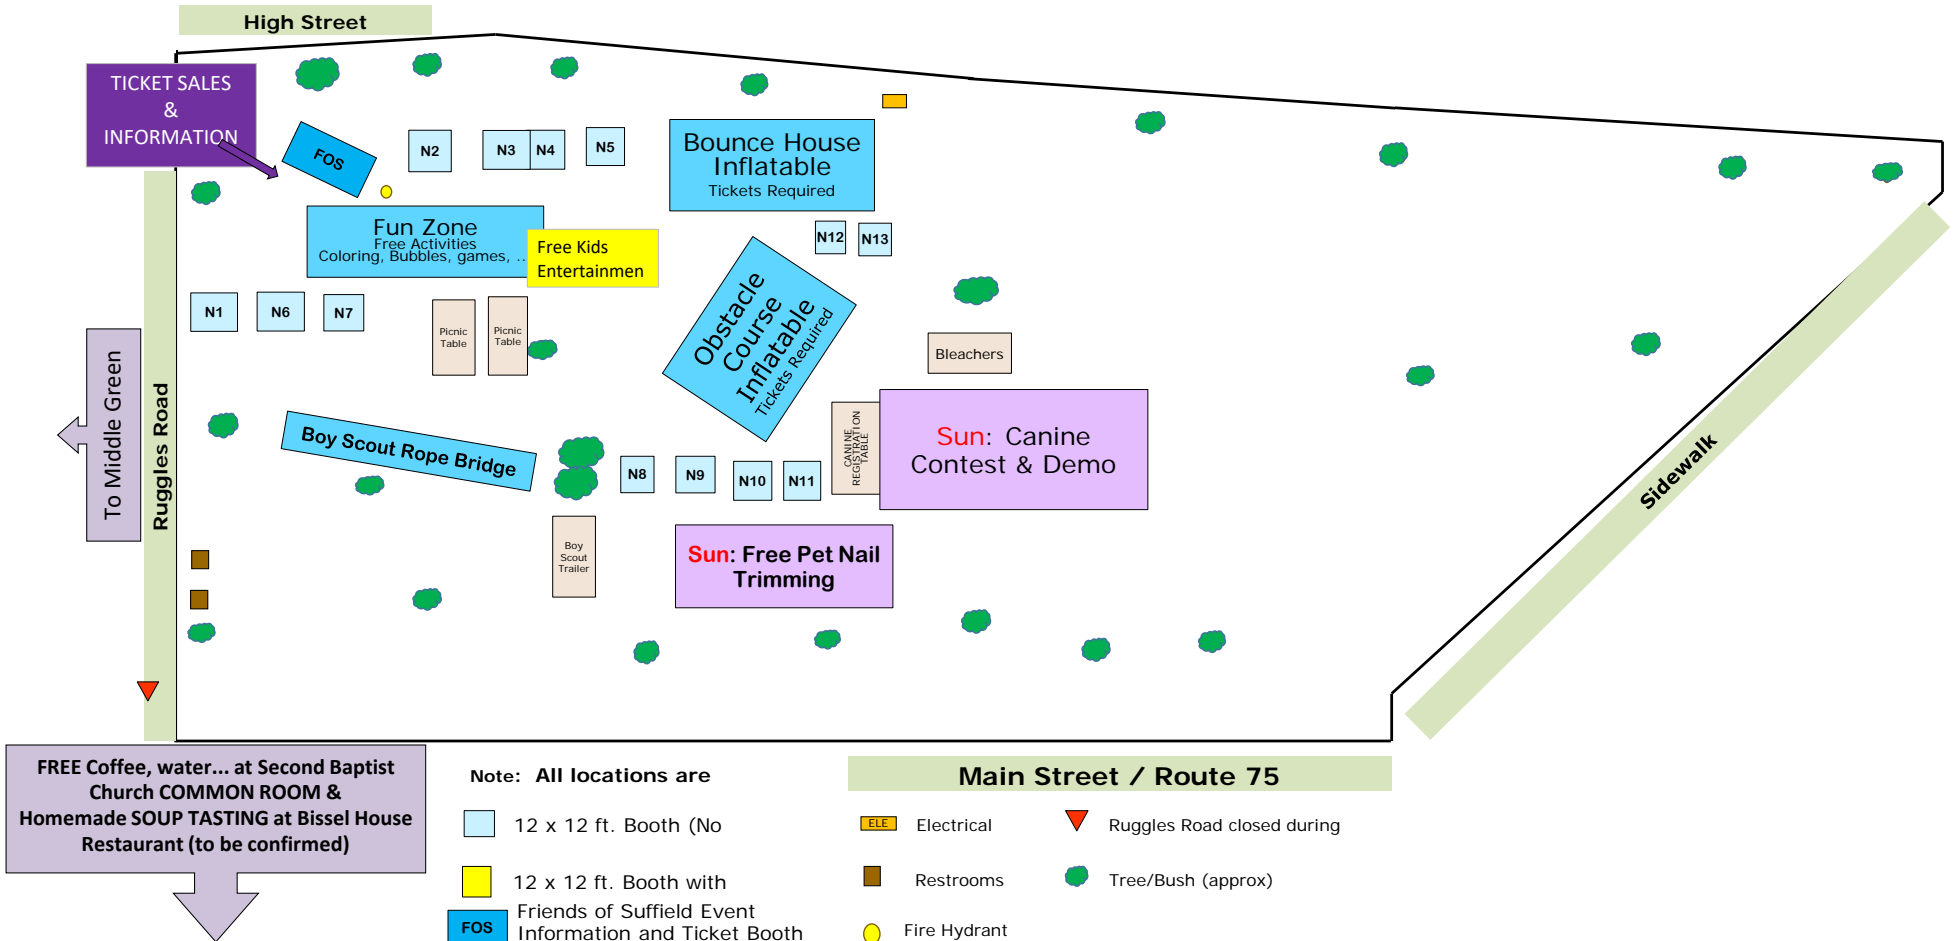 High Street
TICKET SALES
&
INFORMATION
FOS
N2
N3
N4
N5
Bounce House
Inflatable
Tickets Required
Fun Zone
Free Activities
Coloring, Bubbles, games, ..
Free Kids
Entertainmen
N12
N13
N1
N6
N7
Picnic
Table
Picnic
Table
Obstacle
Course
Inflatable
Tickets Required
Bleachers
To Middle Green
Ruggles Road
Boy Scout Rope Bridge
N8
N9
N10
N11
CANINE
REGISTRATION
TABLE
Sun: Canine
Contest & Demo
Sidewalk
Boy
Scout
Trailer
Sun: Free Pet Nail
Trimming
FREE Coffee, water... at Second Baptist
Church COMMON ROOM &
Homemade SOUP TASTING at Bissel House
Restaurant (to be confirmed)
Note: All locations are
12 x 12 ft. Booth (No
12 x 12 ft. Booth with
FOS
Friends of Suffield Event
Information and Ticket Booth
Main Street / Route 75
ELE Electrical
Restrooms
Fire Hydrant
Ruggles Road closed during
Tree/Bush (approx)